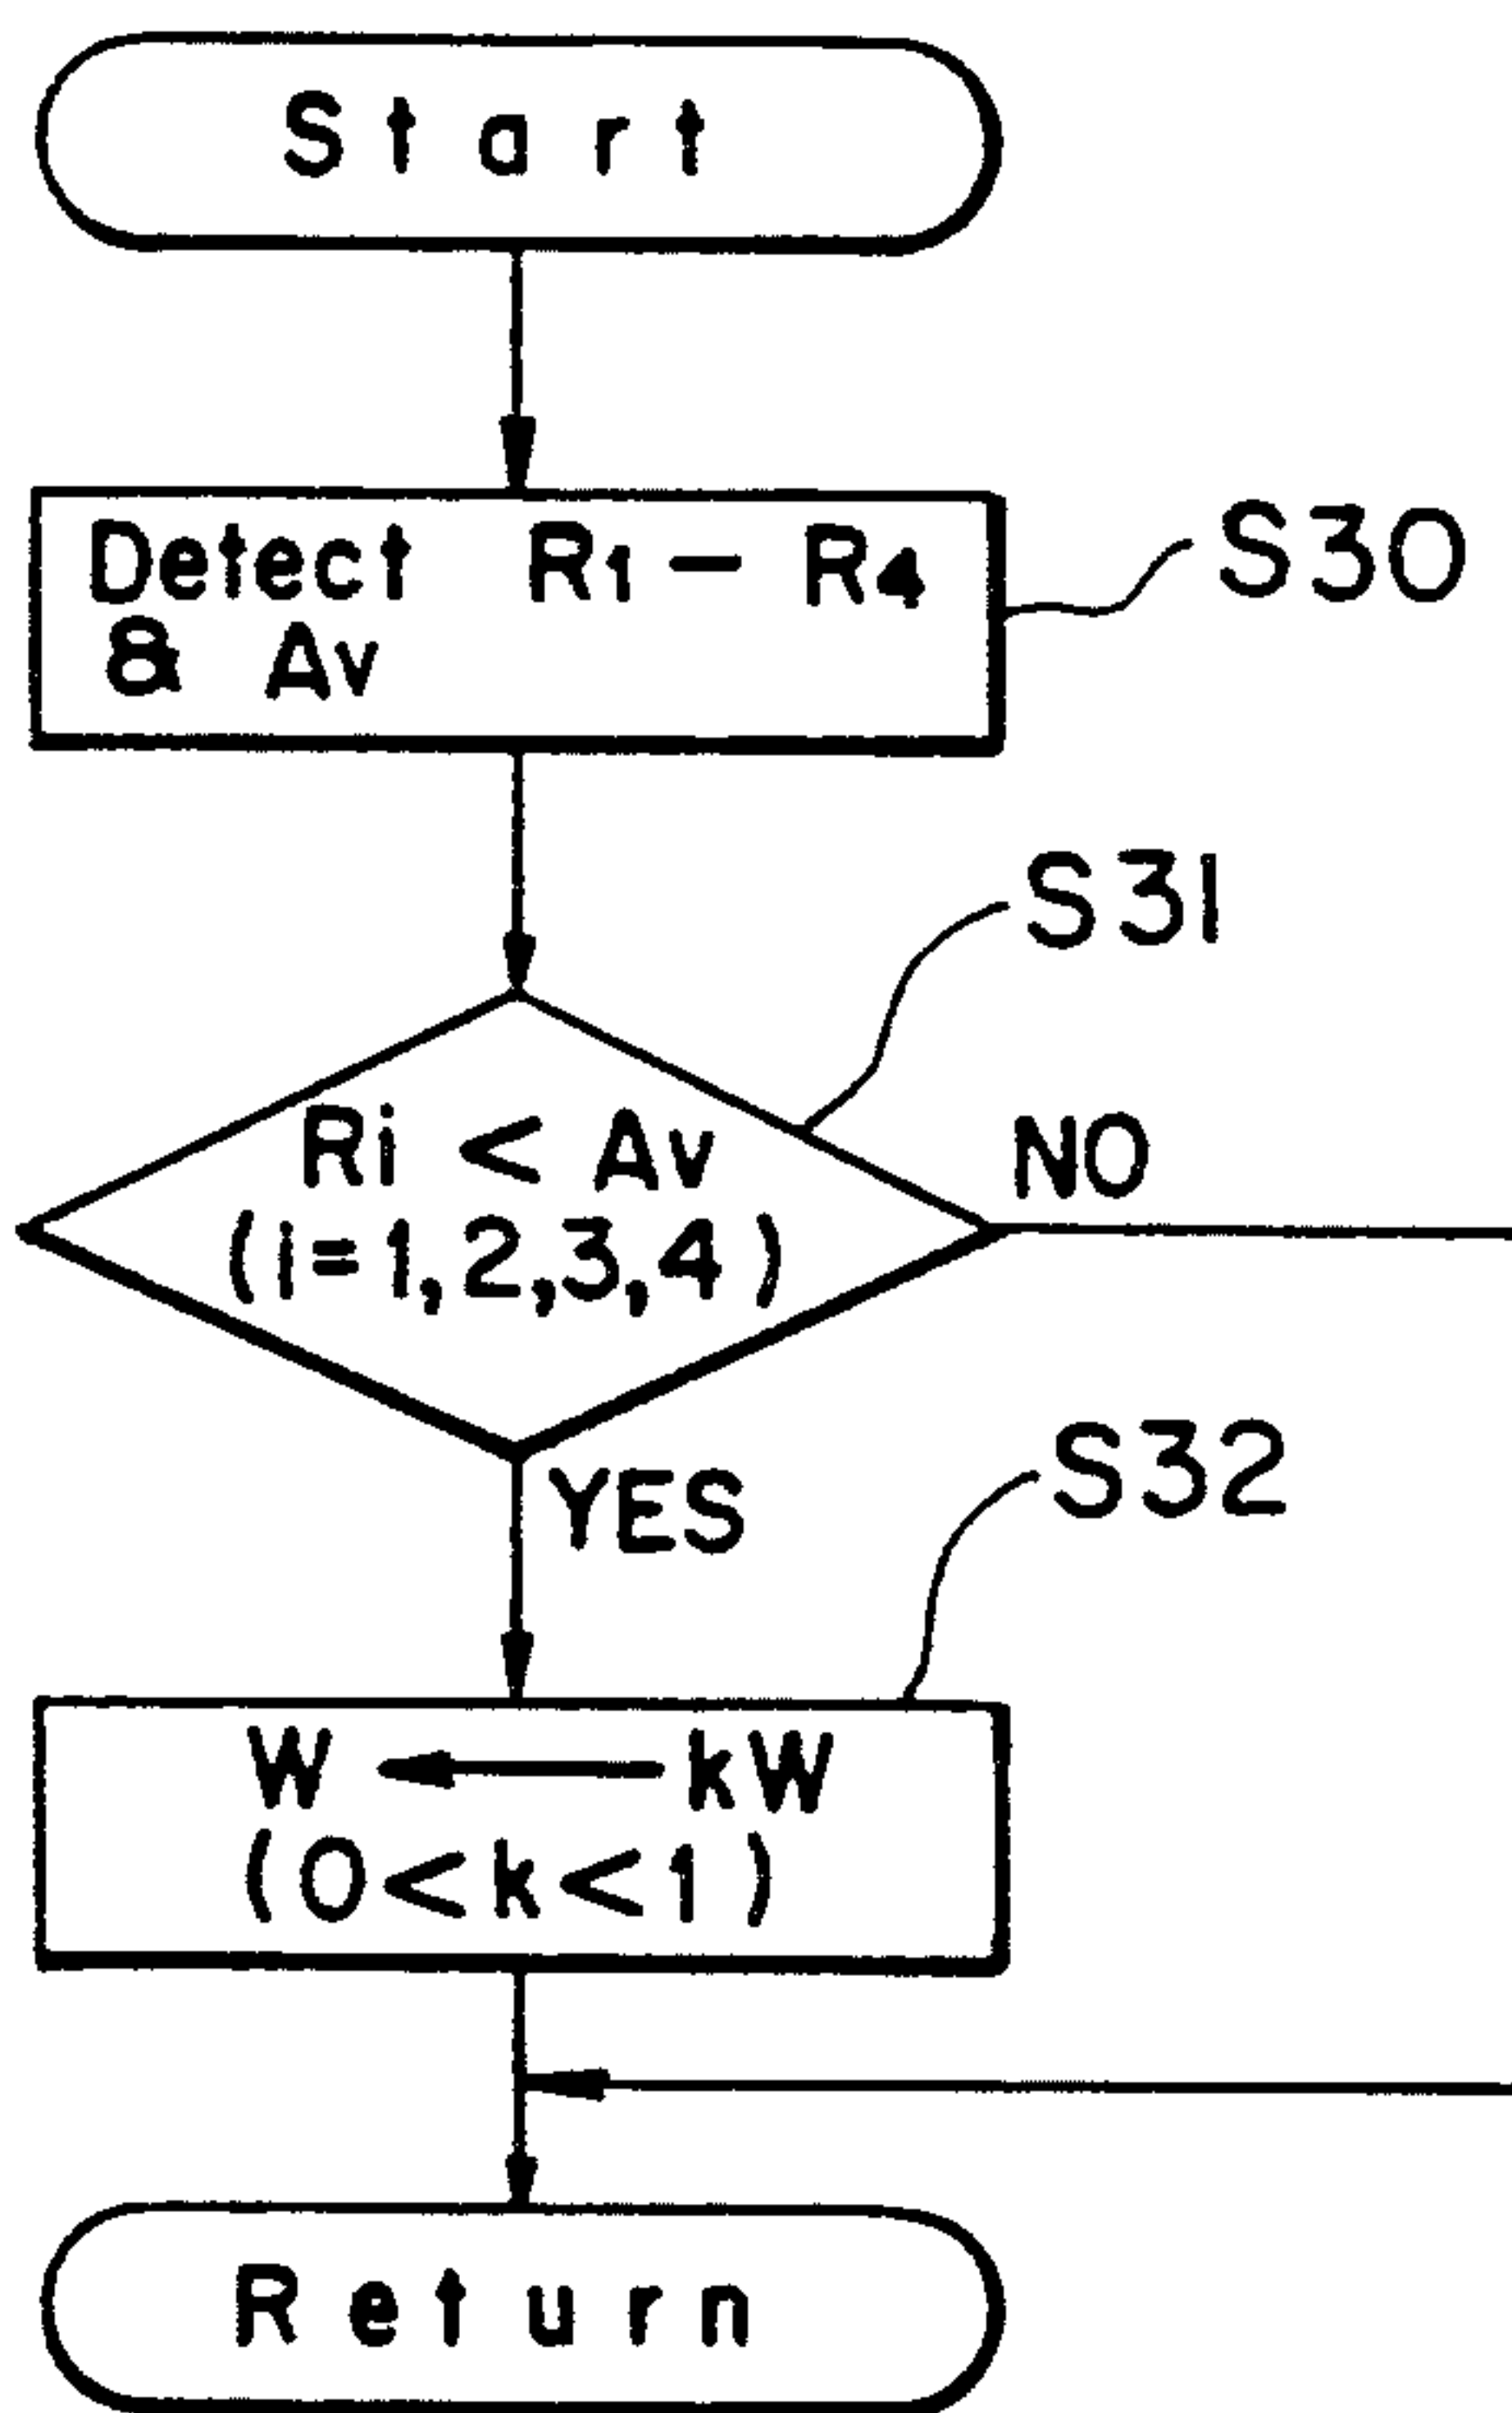 Start
Detect R1 - R4
& Av
S30
S31
Ri < Av
(i=1,2,3,4)
NO
YES
S32
W ← kW
(0<k<1)
Return